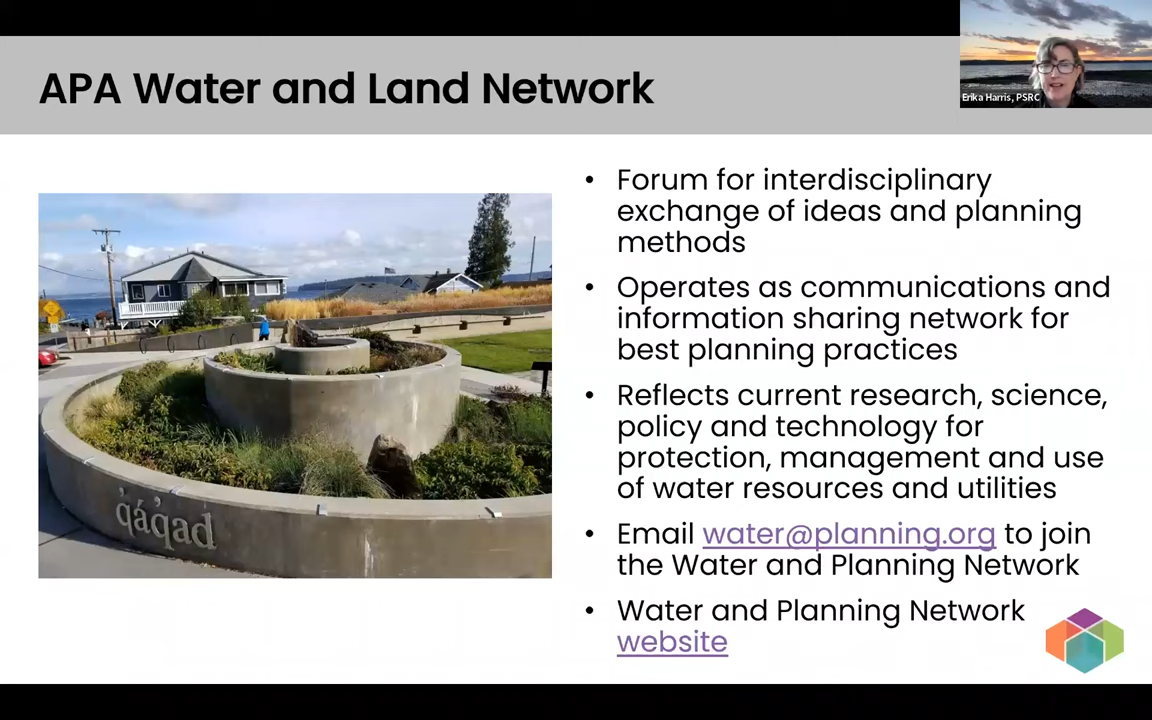 APA Water and Land Network
Erika Harris, PSRC
• Forum for interdisciplinary
exchange of ideas and planning
methods
• Operates as communications and
information sharing network for
best planning practices
• Reflects current research, science,
policy and technology for
protection, management and use
of water resources and utilities
• Email water@planning.org to join
the Water and Planning Network
• Water and Planning Network
website
q̓áq̓ad